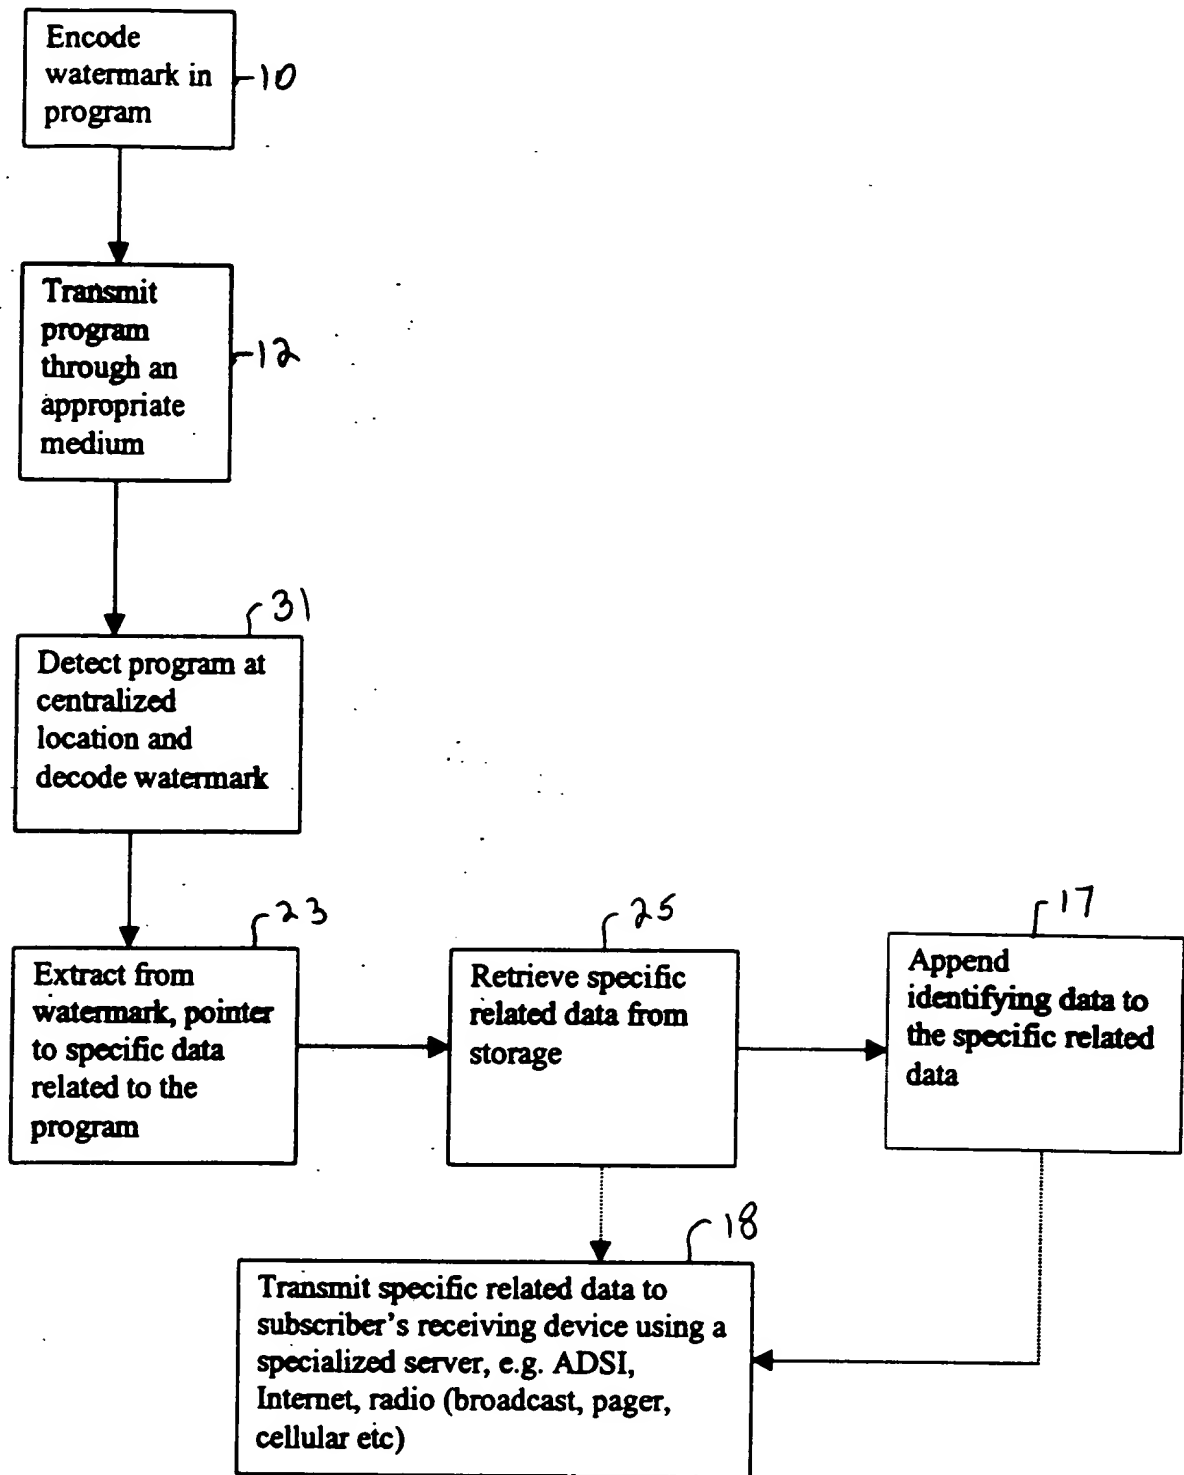 Encode
watermark in
program
10
Transmit
program
through an
appropriate
medium
12
31
Detect program at
centralized
location and
decode watermark
23
Extract from
watermark, pointer
to specific data
related to the
program
25
Retrieve specific
related data from
storage
17
Append
identifying data to
the specific related
data
18
Transmit specific related data to
subscriber's receiving device using a
specialized server, e.g. ADSI,
Internet, radio (broadcast, pager,
cellular etc)